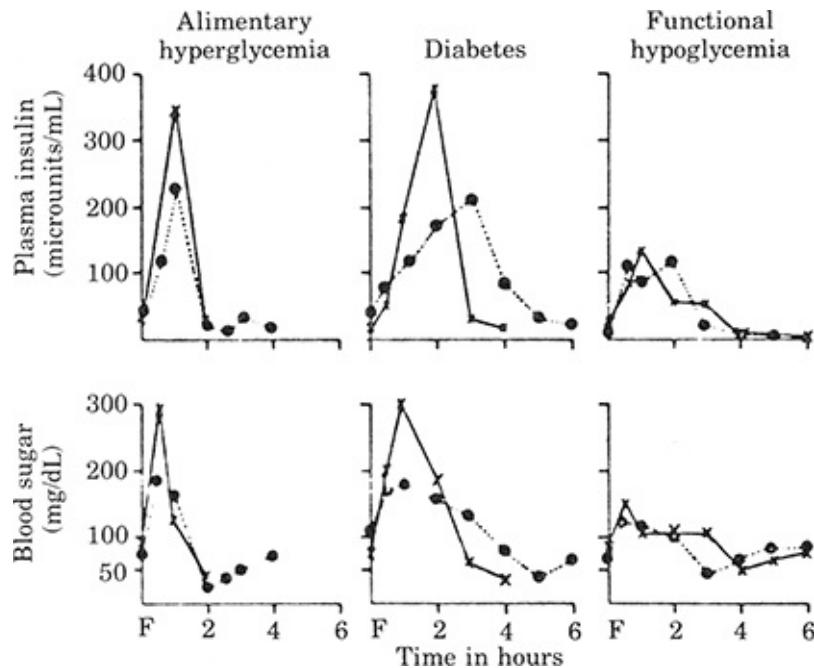 Alimentary
hyperglycemia
Diabetes
Functional
hypoglycemia
Plasma insulin
(microunits/mL)
400
300
200
100
Blood sugar
(mg/dL)
300
200
100
50
F 2 4 6
F 2 4 6
F 2 4 6
Time in hours